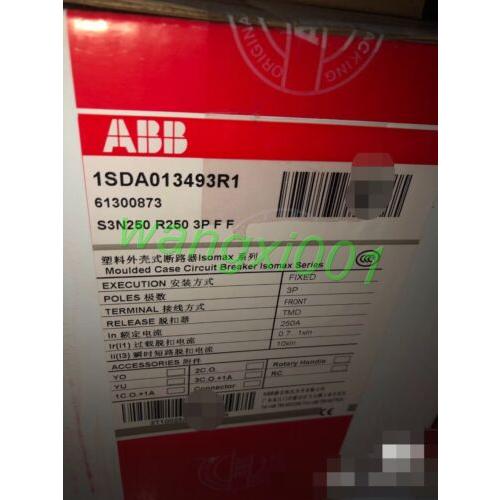 ORIGINAL
PACKING
ABB
1SDA013493R1
61300873
S3N250 R250 3P F F
wangxi001
塑料外壳式断路器Isomax 系列
Moulded Case Circuit Breaker Isomax Series
CCC
EXECUTION 安装方式 FIXED
POLES 极数 3P
TERMINAL 接线方式 FRONT
RELEASE 脱扣器 TMD
In 额定电流 250A
Ir(I1) 过载脱扣电流 0.7...1xIn
Ii(I3) 瞬时短路脱扣电流 10xIn
ACCESSORIES 附件
YO 2C.O. Rotary Handle
YU 3C.O.+1A RC
1C.O.+1A Connector
CE